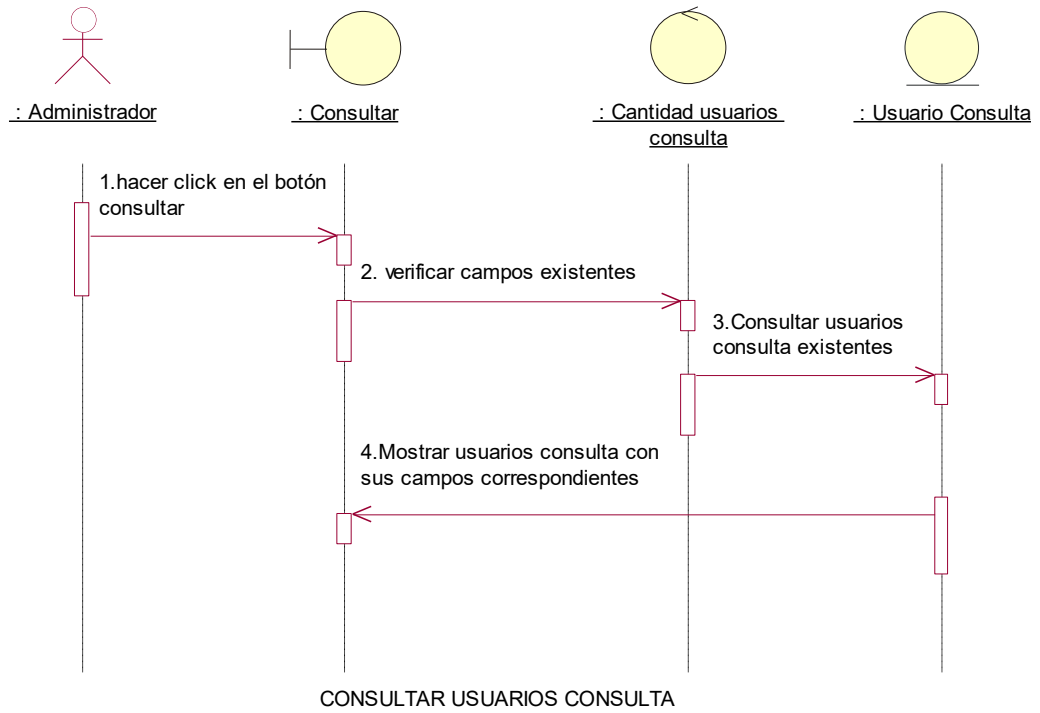 : Administrador
: Consultar
: Cantidad usuarios
consulta
: Usuario Consulta
1.hacer click en el botón
consultar
2. verificar campos existentes
3.Consultar usuarios
consulta existentes
4.Mostrar usuarios consulta con
sus campos correspondientes
CONSULTAR USUARIOS CONSULTA